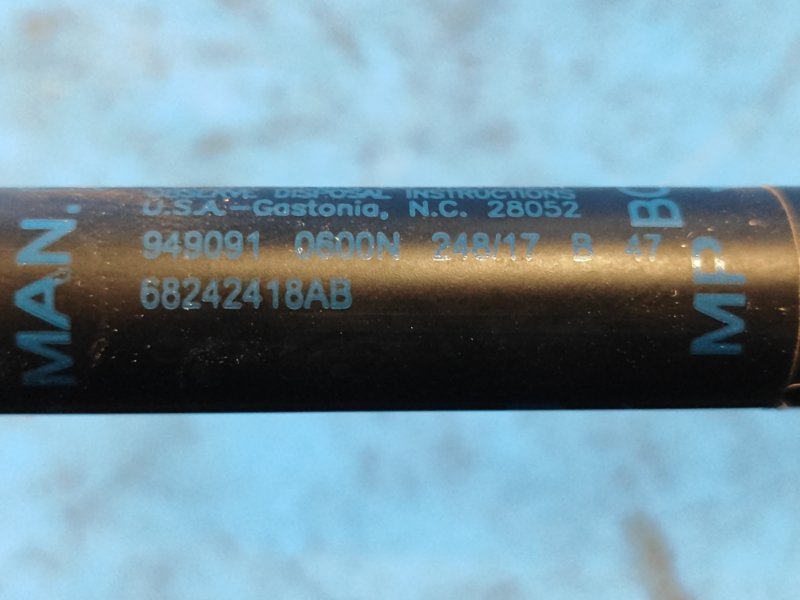 OBSERVE DISPOSAL INSTRUCTIONS
U.S.A.-Gastonia, N.C. 28052
949091 0600N 248/17 B 47
68242418AB
MAN.
MP